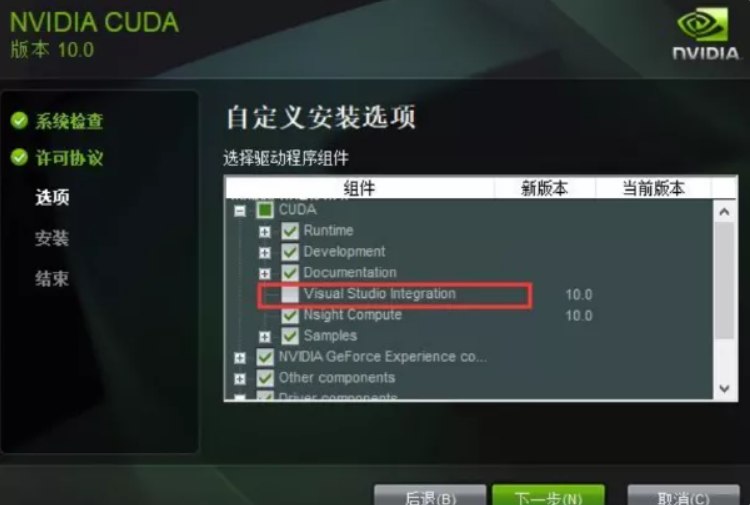 NVIDIA CUDA
版本 10.0
NVIDIA
系统检查
许可协议
选项
安装
结束
自定义安装选项
选择驱动程序组件
组件 新版本 当前版本
CUDA
Runtime
Development
Documentation
Visual Studio Integration 10.0
Nsight Compute 10.0
Samples
NVIDIA GeForce Experience co...
Other components
Driver components
后退(B) 下一步(N) 取消(C)